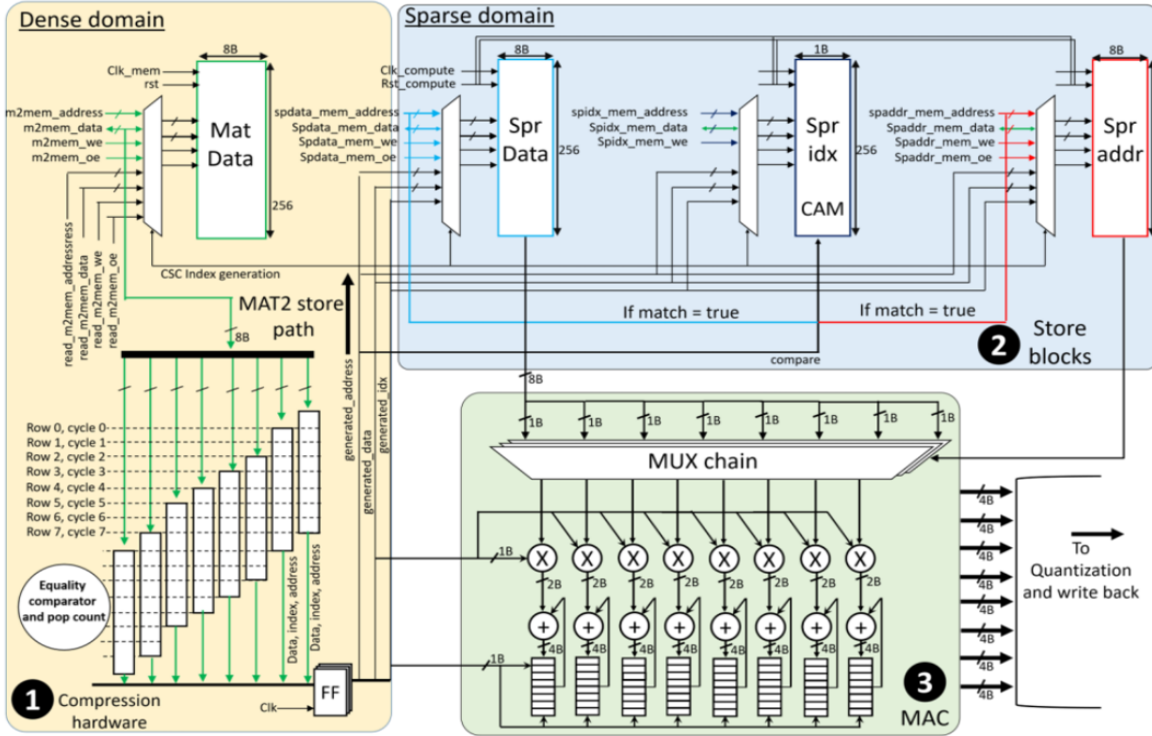 Dense domain
Sparse domain
8B
8B
1B
8B
Clk_mem
rst
Clk_compute
Rst_compute
m2mem_address
m2mem_data
m2mem_we
m2mem_oe
Mat
Data
256
spdata_mem_address
Spdata_mem_data
Spdata_mem_we
Spdata_mem_oe
Spr
Data
256
spidx_mem_address
Spidx_mem_data
Spidx_mem_we
Spr
idx
CAM
256
spaddr_mem_address
Spaddr_mem_data
Spaddr_mem_we
Spaddr_mem_oe
Spr
addr
256
read_m2mem_addressress
read_m2mem_data
read_m2mem_we
read_m2mem_oe
CSC Index generation
MAT2 store
path
8B
If match = true
If match = true
2
Store
blocks
compare
generated_address
generated_data
generated_idx
8B
1B
1B
1B
1B
1B
1B
1B
1B
MUX chain
Row 0, cycle 0
Row 1, cycle 1
Row 2, cycle 2
Row 3, cycle 3
Row 4, cycle 4
Row 5, cycle 5
Row 6, cycle 6
Row 7, cycle 7
Equality
comparator
and pop count
Data, index, address
Data, index, address
1B
X X X X X X X X
2B 2B 2B 2B 2B 2B 2B 2B
+ + + + + + + +
4B 4B 4B 4B 4B 4B 4B 4B
1B
4B
4B
4B
4B
4B
4B
4B
4B
To
Quantization
and write back
1
Compression
hardware
Clk
FF
3
MAC